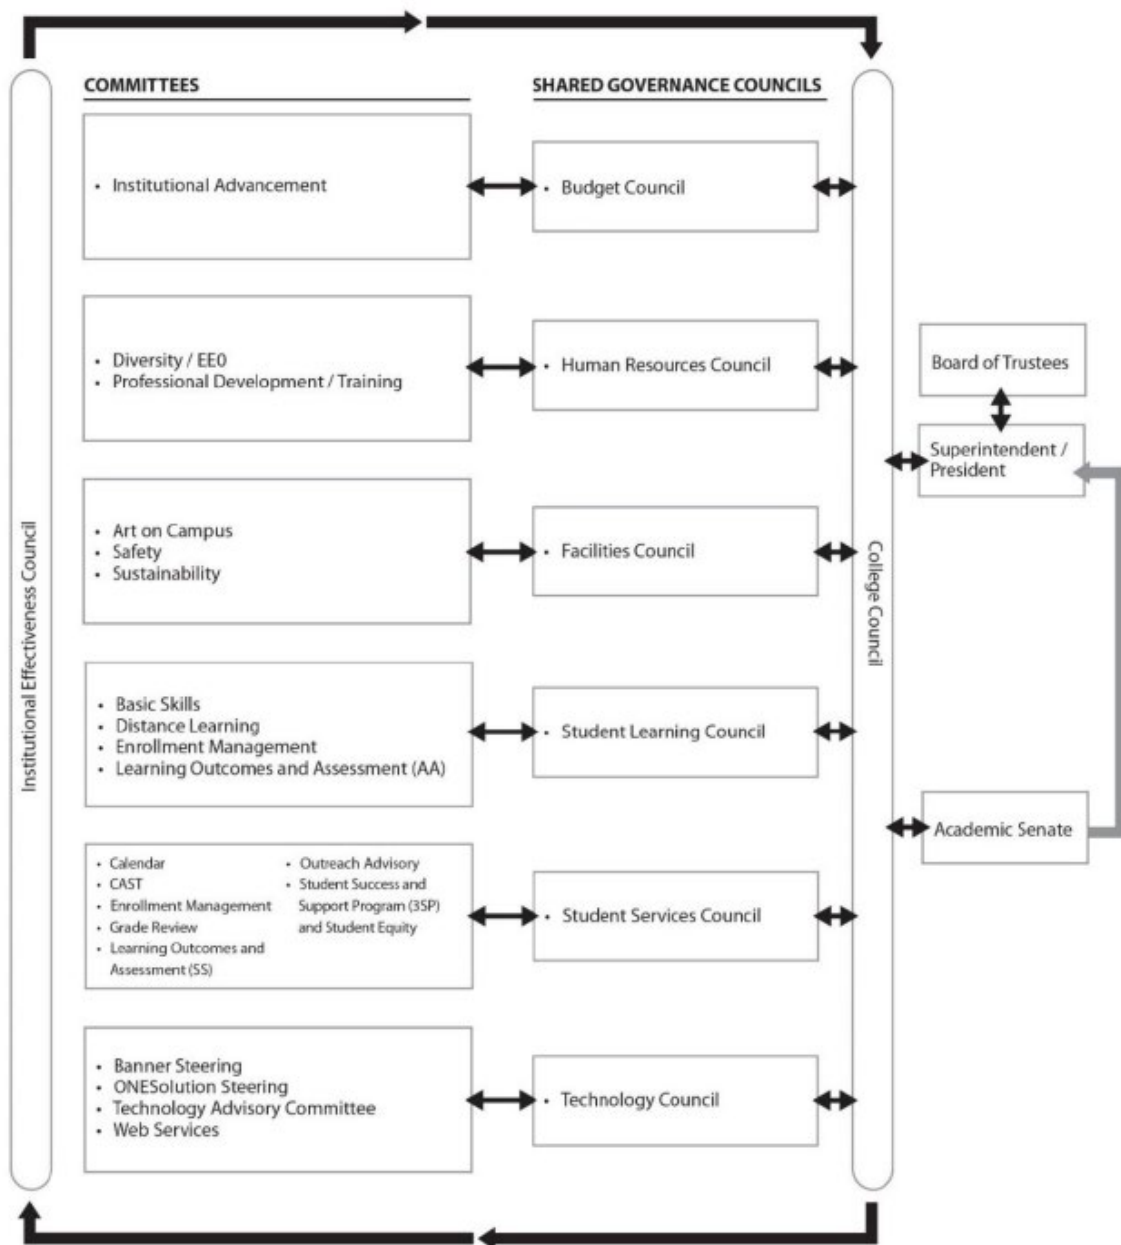 COMMITTEES
SHARED GOVERNANCE COUNCILS
Institutional Effectiveness Council
• Institutional Advancement
• Budget Council
• Diversity / EE0
• Professional Development / Training
• Human Resources Council
• Art on Campus
• Safety
• Sustainability
• Facilities Council
• Basic Skills
• Distance Learning
• Enrollment Management
• Learning Outcomes and Assessment (AA)
• Student Learning Council
• Calendar
• CAST
• Enrollment Management
• Grade Review
• Learning Outcomes and
Assessment (SS)
• Outreach Advisory
• Student Success and
Support Program (3SP)
and Student Equity
• Student Services Council
• Banner Steering
• ONESolution Steering
• Technology Advisory Committee
• Web Services
• Technology Council
College Council
Board of Trustees
Superintendent /
President
Academic Senate